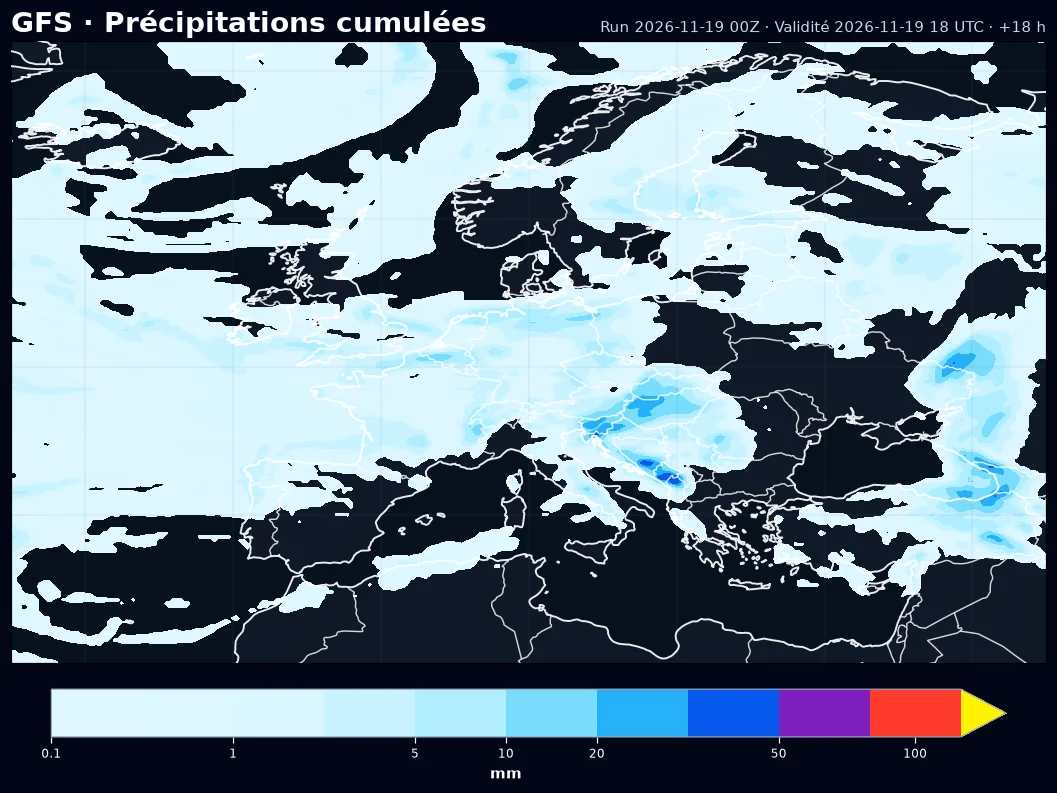 GFS · Précipitations cumulées
Run 2026-11-19 00Z · Validité 2026-11-19 18 UTC · +18 h
0.1 1 5 10 20 50 100
mm